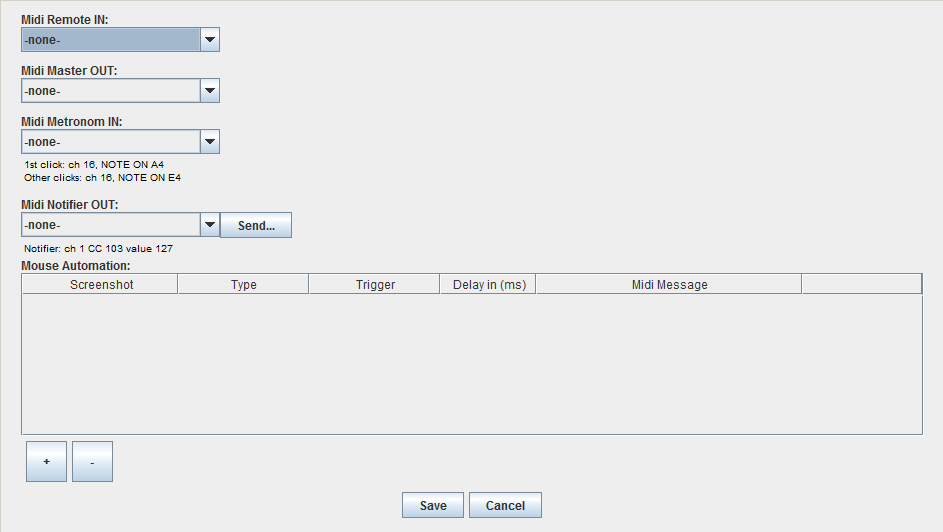 Midi Remote IN:
-none-
Midi Master OUT:
-none-
Midi Metronom IN:
-none-
1st click: ch 16, NOTE ON A4
Other clicks: ch 16, NOTE ON E4
Midi Notifier OUT:
-none- Send...
Notifier: ch 1 CC 103 value 127
Mouse Automation:
Screenshot Type Trigger Delay in (ms) Midi Message
+ -
Save Cancel